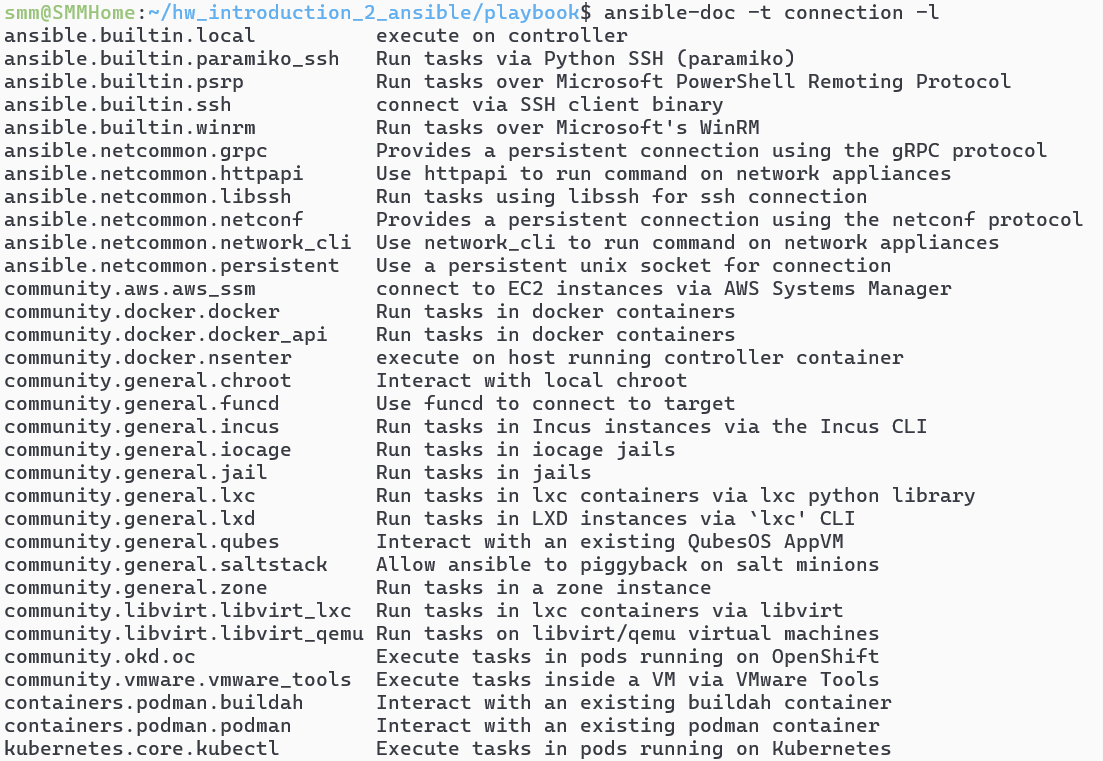 smm@SMMHome:~/hw_introduction_2_ansible/playbook$ ansible-doc -t connection -l
ansible.builtin.local          execute on controller
ansible.builtin.paramiko_ssh   Run tasks via Python SSH (paramiko)
ansible.builtin.psrp           Run tasks over Microsoft PowerShell Remoting Protocol
ansible.builtin.ssh            connect via SSH client binary
ansible.builtin.winrm          Run tasks over Microsoft's WinRM
ansible.netcommon.grpc         Provides a persistent connection using the gRPC protocol
ansible.netcommon.httpapi      Use httpapi to run command on network appliances
ansible.netcommon.libssh       Run tasks using libssh for ssh connection
ansible.netcommon.netconf      Provides a persistent connection using the netconf protocol
ansible.netcommon.network_cli  Use network_cli to run command on network appliances
ansible.netcommon.persistent   Use a persistent unix socket for connection
community.aws.aws_ssm          connect to EC2 instances via AWS Systems Manager
community.docker.docker        Run tasks in docker containers
community.docker.docker_api    Run tasks in docker containers
community.docker.nsenter       execute on host running controller container
community.general.chroot       Interact with local chroot
community.general.funcd        Use funcd to connect to target
community.general.incus        Run tasks in Incus instances via the Incus CLI
community.general.iocage       Run tasks in iocage jails
community.general.jail         Run tasks in jails
community.general.lxc          Run tasks in lxc containers via lxc python library
community.general.lxd          Run tasks in LXD instances via `lxc' CLI
community.general.qubes        Interact with an existing QubesOS AppVM
community.general.saltstack    Allow ansible to piggyback on salt minions
community.general.zone         Run tasks in a zone instance
community.libvirt.libvirt_lxc  Run tasks in lxc containers via libvirt
community.libvirt.libvirt_qemu Run tasks on libvirt/qemu virtual machines
community.okd.oc               Execute tasks in pods running on OpenShift
community.vmware.vmware_tools  Execute tasks inside a VM via VMware Tools
containers.podman.buildah      Interact with an existing buildah container
containers.podman.podman       Interact with an existing podman container
kubernetes.core.kubectl        Execute tasks in pods running on Kubernetes